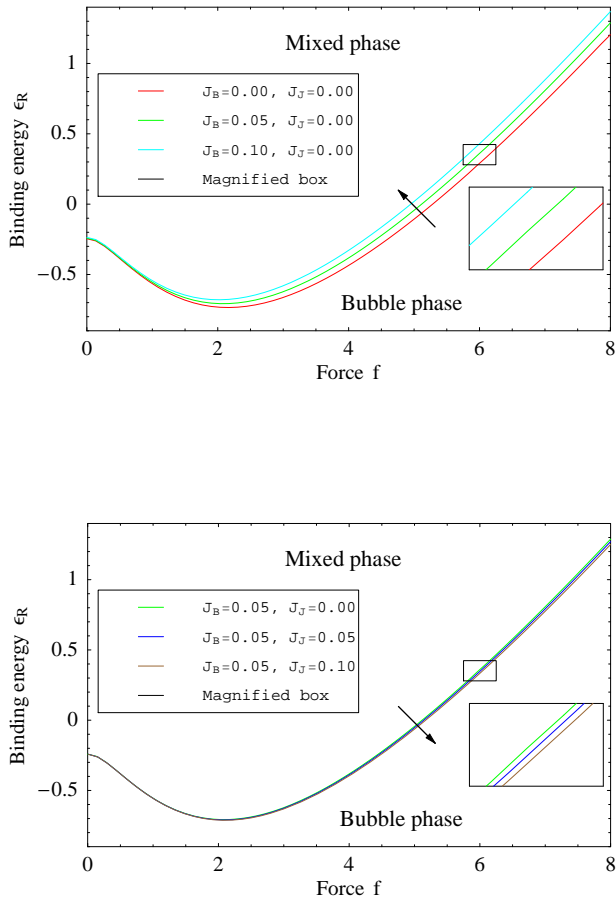 Mixed phase
J_B=0.00, J_J=0.00
J_B=0.05, J_J=0.00
J_B=0.10, J_J=0.00
Magnified box
Bubble phase
Binding energy ϵ_R
1
0.5
0
−0.5
0 2 4 6 8
Force f
Mixed phase
J_B=0.05, J_J=0.00
J_B=0.05, J_J=0.05
J_B=0.05, J_J=0.10
Magnified box
Bubble phase
Binding energy ϵ_R
1
0.5
0
−0.5
0 2 4 6 8
Force f